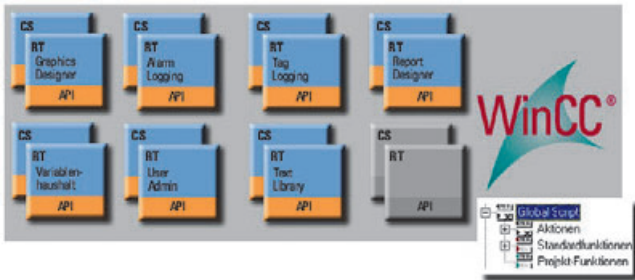 CS
RT
Graphics
Designer
API
CS
RT
Alarm
Logging
API
CS
RT
Tag
Logging
API
CS
RT
Report
Designer
API
WinCC®
CS
RT
Variablen-
haushalt
API
CS
RT
User
Admin
API
CS
RT
Text
Library
API
CS
RT
API
Global Script
Aktionen
Standardfunktionen
Projekt-Funktionen